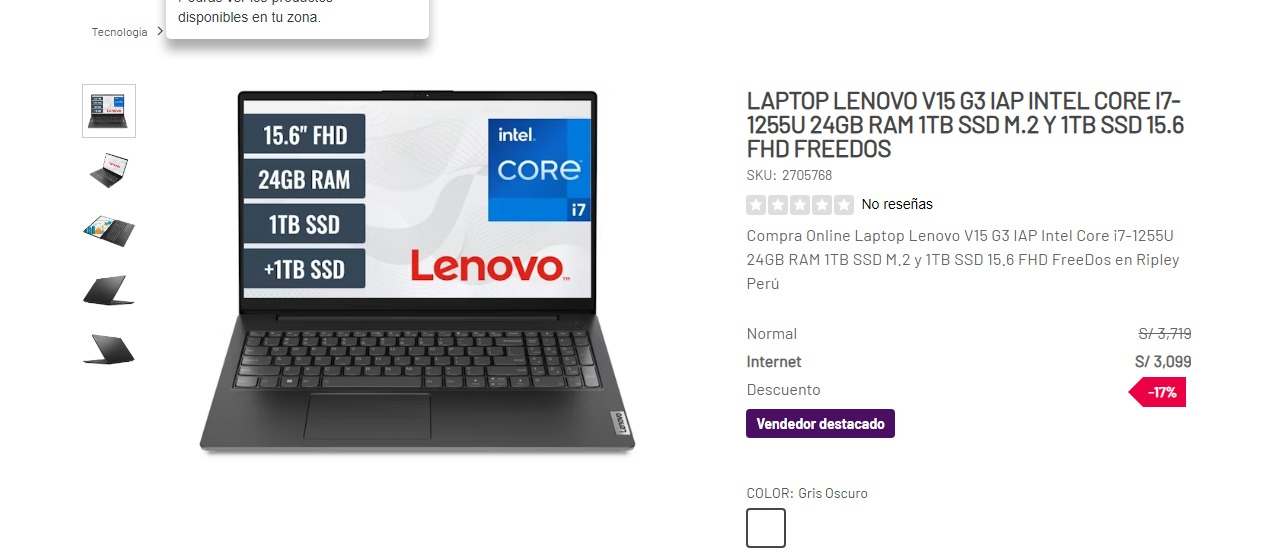 disponibles en tu zona.
Tecnologia
LAPTOP LENOVO V15 G3 IAP INTEL CORE I7-
1255U 24GB RAM 1TB SSD M.2 Y 1TB SSD 15.6
FHD FREEDOS
SKU: 2705768
No reseñas
Compra Online Laptop Lenovo V15 G3 IAP Intel Core i7-1255U
24GB RAM 1TB SSD M.2 y 1TB SSD 15.6 FHD FreeDos en Ripley
Perú
Normal S/ 3,719
Internet S/ 3,099
Descuento -17%
Vendedor destacado
COLOR: Gris Oscuro
15.6" FHD
24GB RAM
1TB SSD
+1TB SSD
intel.
CORE
i7
Lenovo
Lenovo